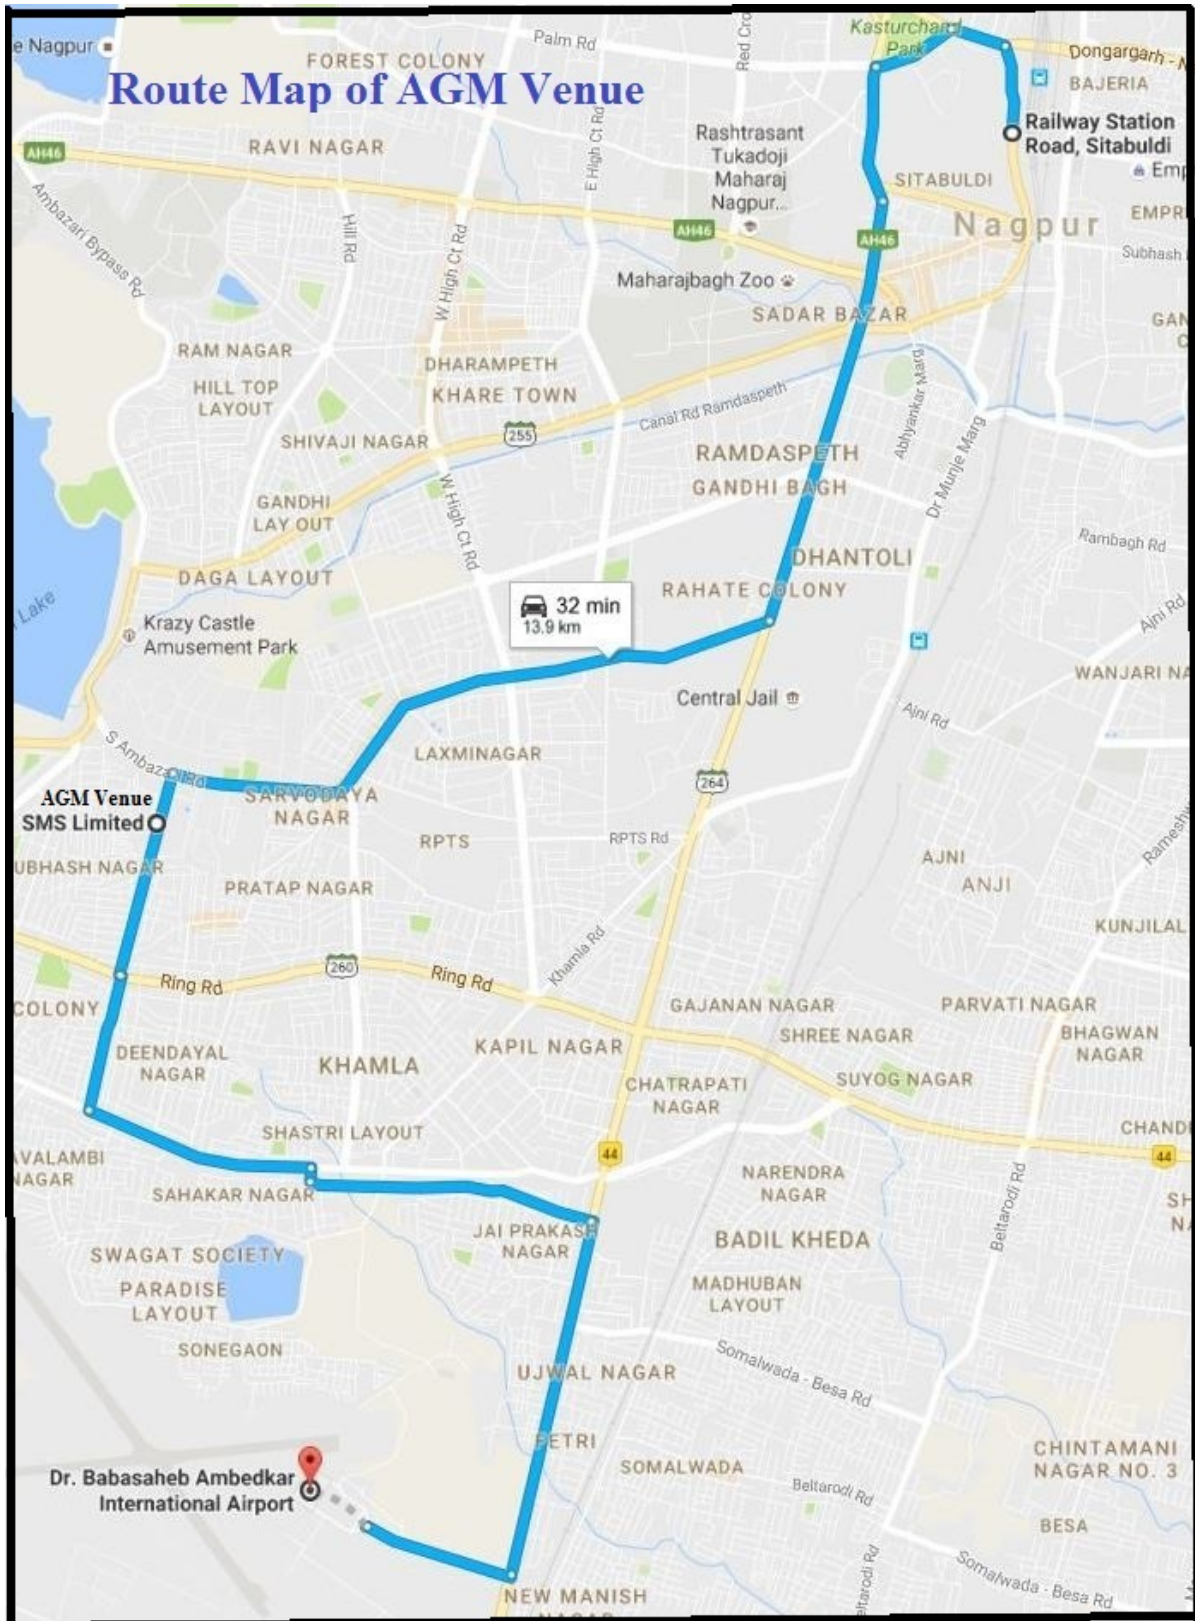 Kasturchand
Park
Palm Rd
Red Cro
e Nagpur
FOREST COLONY
Dongargarh - N
BAJERIA
Route Map of AGM Venue
Railway Station
Road, Sitabuldi
E High Ct Rd
Rashtrasant
Tukadoji
Maharaj
Nagpur...
RAVI NAGAR
AH46
Emp
SITABULDI
Ambazari Bypass Rd
Hill Rd
W High Ct Rd
AH46
AH46
Nagpur
EMPR
Subhash
Maharajbagh Zoo
SADAR BAZAR
GAN
C
RAM NAGAR
HILL TOP
LAYOUT
DHARAMPETH
KHARE TOWN
Canal Rd Ramdaspeth
Abhyankar Marg
255
SHIVAJI NAGAR
RAMDASPETH
GANDHI BAGH
Dr Munje Marg
W High Ct Rd
GANDHI
LAY OUT
Rambagh Rd
DHANTOLI
DAGA LAYOUT
RAHATE COLONY
Lake
32 min
13.9 km
Krazy Castle
Amusement Park
Ajni Rd
WANJARI NA
Central Jail
Ajni Rd
S Ambazari Rd
LAXMINAGAR
264
AGM Venue
SMS Limited
SARVODAYA
NAGAR
RPTS
RPTS Rd
Rameshw
UBHASH NAGAR
AJNI
ANJI
PRATAP NAGAR
KUNJILAL
Khamla Rd
260
Ring Rd
Ring Rd
COLONY
GAJANAN NAGAR
PARVATI NAGAR
SHREE NAGAR
BHAGWAN
NAGAR
DEENDAYAL
NAGAR
KHAMLA
KAPIL NAGAR
CHATRAPATI
NAGAR
SUYOG NAGAR
SHASTRI LAYOUT
CHANDI
44
44
AVALAMBI
NAGAR
SAHAKAR NAGAR
NARENDRA
NAGAR
Beltarodi Rd
SH
NA
JAI PRAKASH
NAGAR
BADIL KHEDA
SWAGAT SOCIETY
PARADISE
LAYOUT
MADHUBAN
LAYOUT
SONEGAON
UJWAL NAGAR
Somalwada - Besa Rd
PETRI
SOMALWADA
CHINTAMANI
NAGAR NO. 3
Dr. Babasaheb Ambedkar
International Airport
Beltarodi Rd
BESA
eltarodi Rd
Somalwada - Besa Rd
NEW MANISH
NAGAR